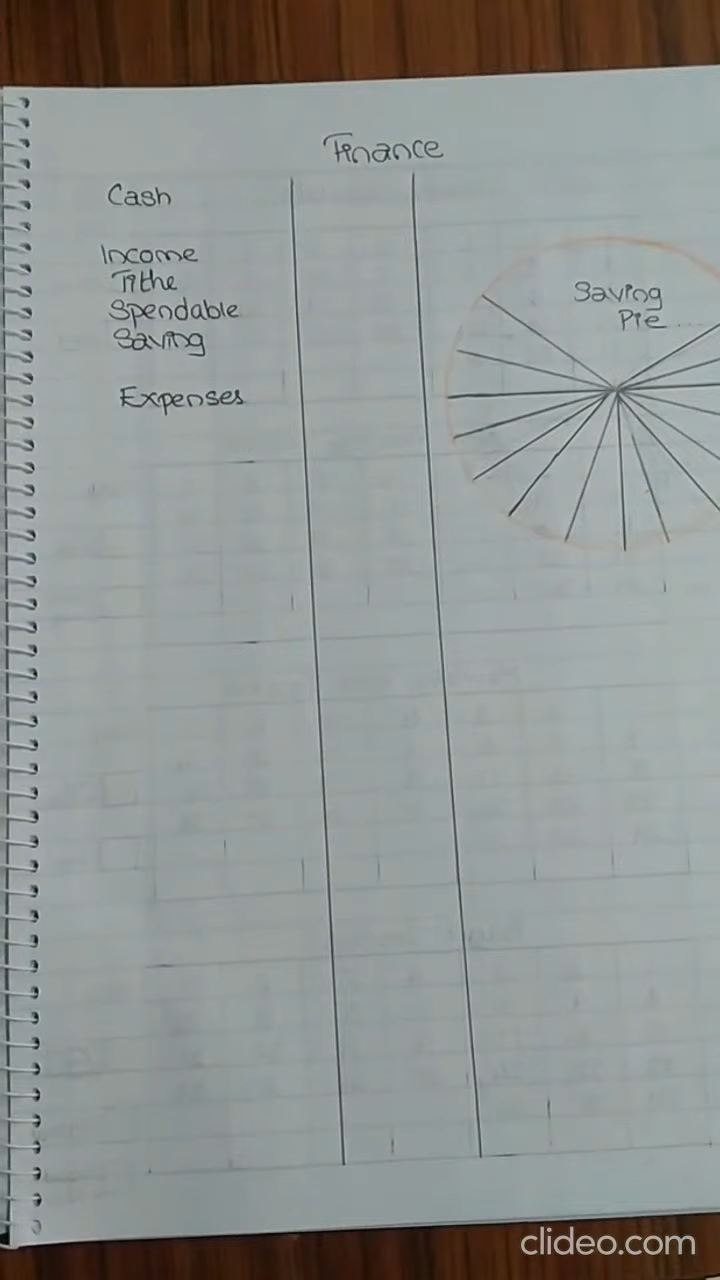 Finance
Cash
Income
Tithe
Spendable
Saving
Expenses
Saving
Pie...
clideo.com